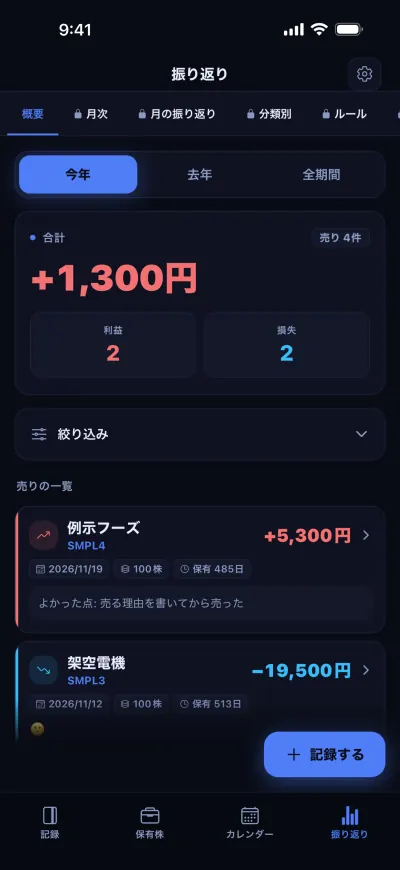 9:41
振り返り
概要 月次 月の振り返り 分類別 ルール
今年 去年 全期間
合計 売り 4件
+1,300円
利益 損失
2 2
絞り込み
売りの一覧
例示フーズ
SMPL4
+5,300円
2026/11/19 100株 保有 485日
よかった点: 売る理由を書いてから売った
架空電機
SMPL3
−19,500円
2026/11/12 100株 保有 513日
記録する
記録 保有株 カレンダー 振り返り